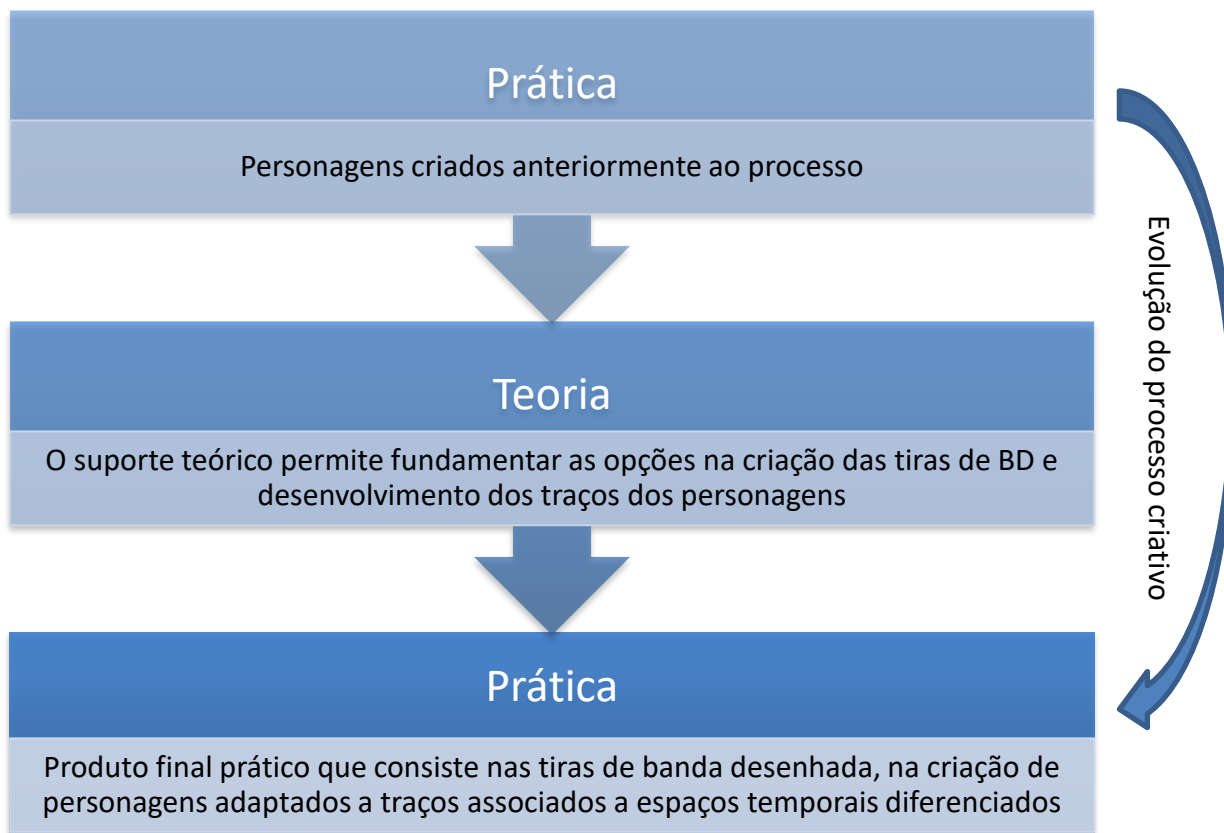 Prática
Personagens criados anteriormente ao processo
Teoria
O suporte teórico permite fundamentar as opções na criação das tiras de BD e
desenvolvimento dos traços dos personagens
Prática
Produto final prático que consiste nas tiras de banda desenhada, na criação de
personagens adaptados a traços associados a espaços temporais diferenciados
Evolução do processo criativo